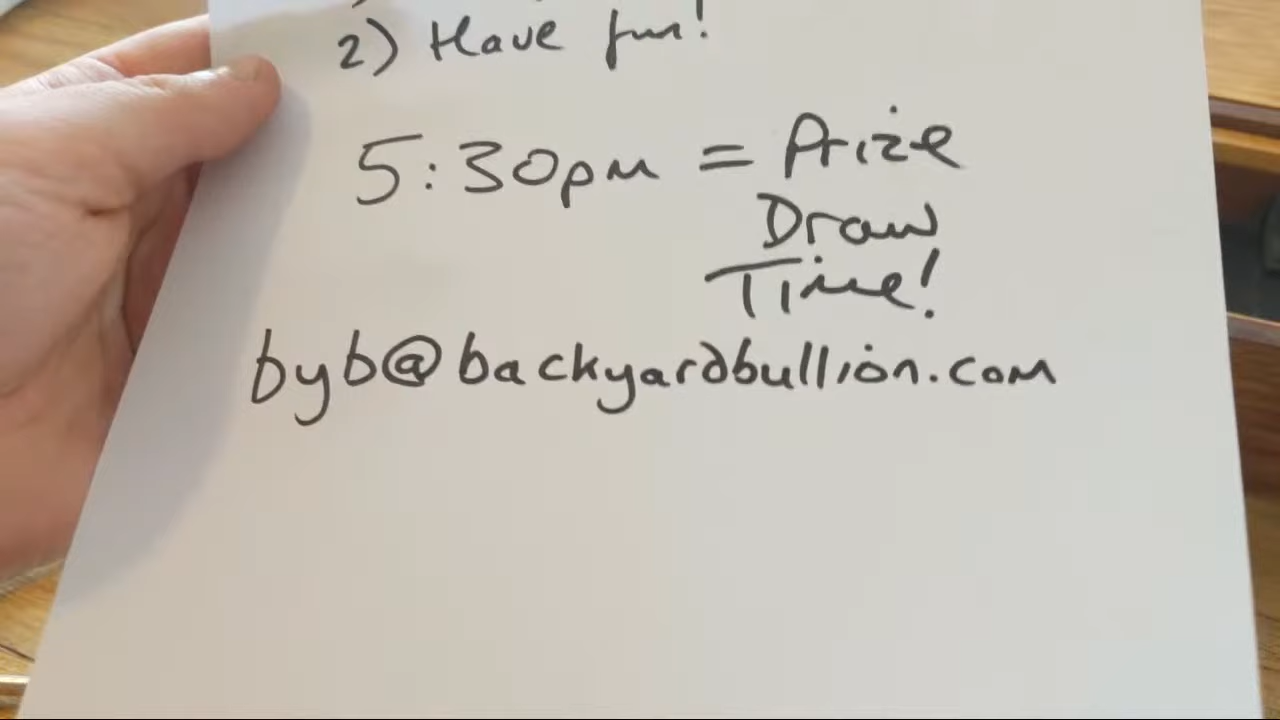 2) Have fun!
5:30pm = Prize
Draw
Time!
byb@backyardbullion.com